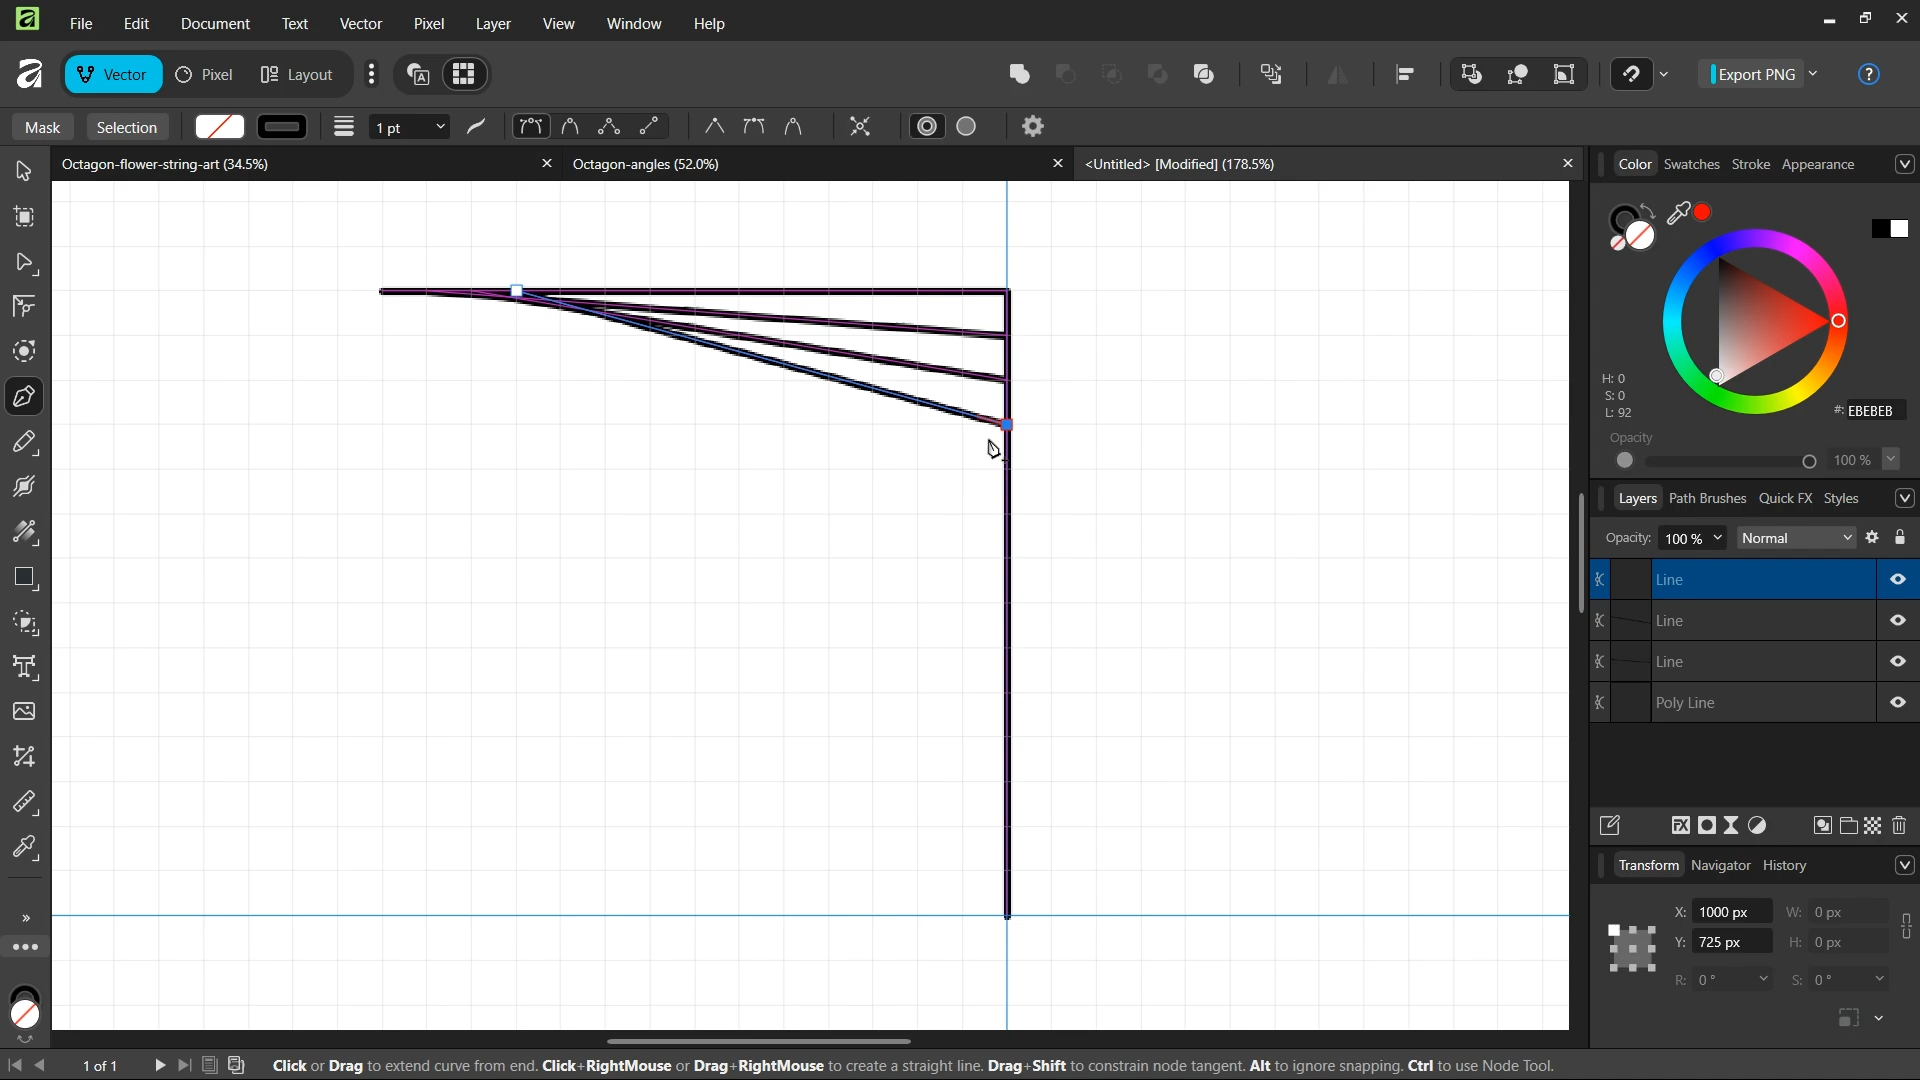 File Edit Document Text Vector Pixel Layer View Window Help
Vector Pixel Layout Export PNG
Mask Selection 1 pt
Octagon-flower-string-art (34.5%) Octagon-angles (52.0%) <Untitled> [Modified] (178.5%)
Color Swatches Stroke Appearance
H: 0
S: 0
L: 92
#: EBEBEB
Opacity
100 %
Layers Path Brushes Quick FX Styles
Opacity: 100 % Normal
Line
Line
Line
Poly Line
Transform Navigator History
X: 1000 px W: 0 px
Y: 725 px H: 0 px
R: 0 ° S: 0 °
1 of 1 Click or Drag to extend curve from end. Click+RightMouse or Drag+RightMouse to create a straight line. Drag+Shift to constrain node tangent. Alt to ignore snapping. Ctrl to use Node Tool.